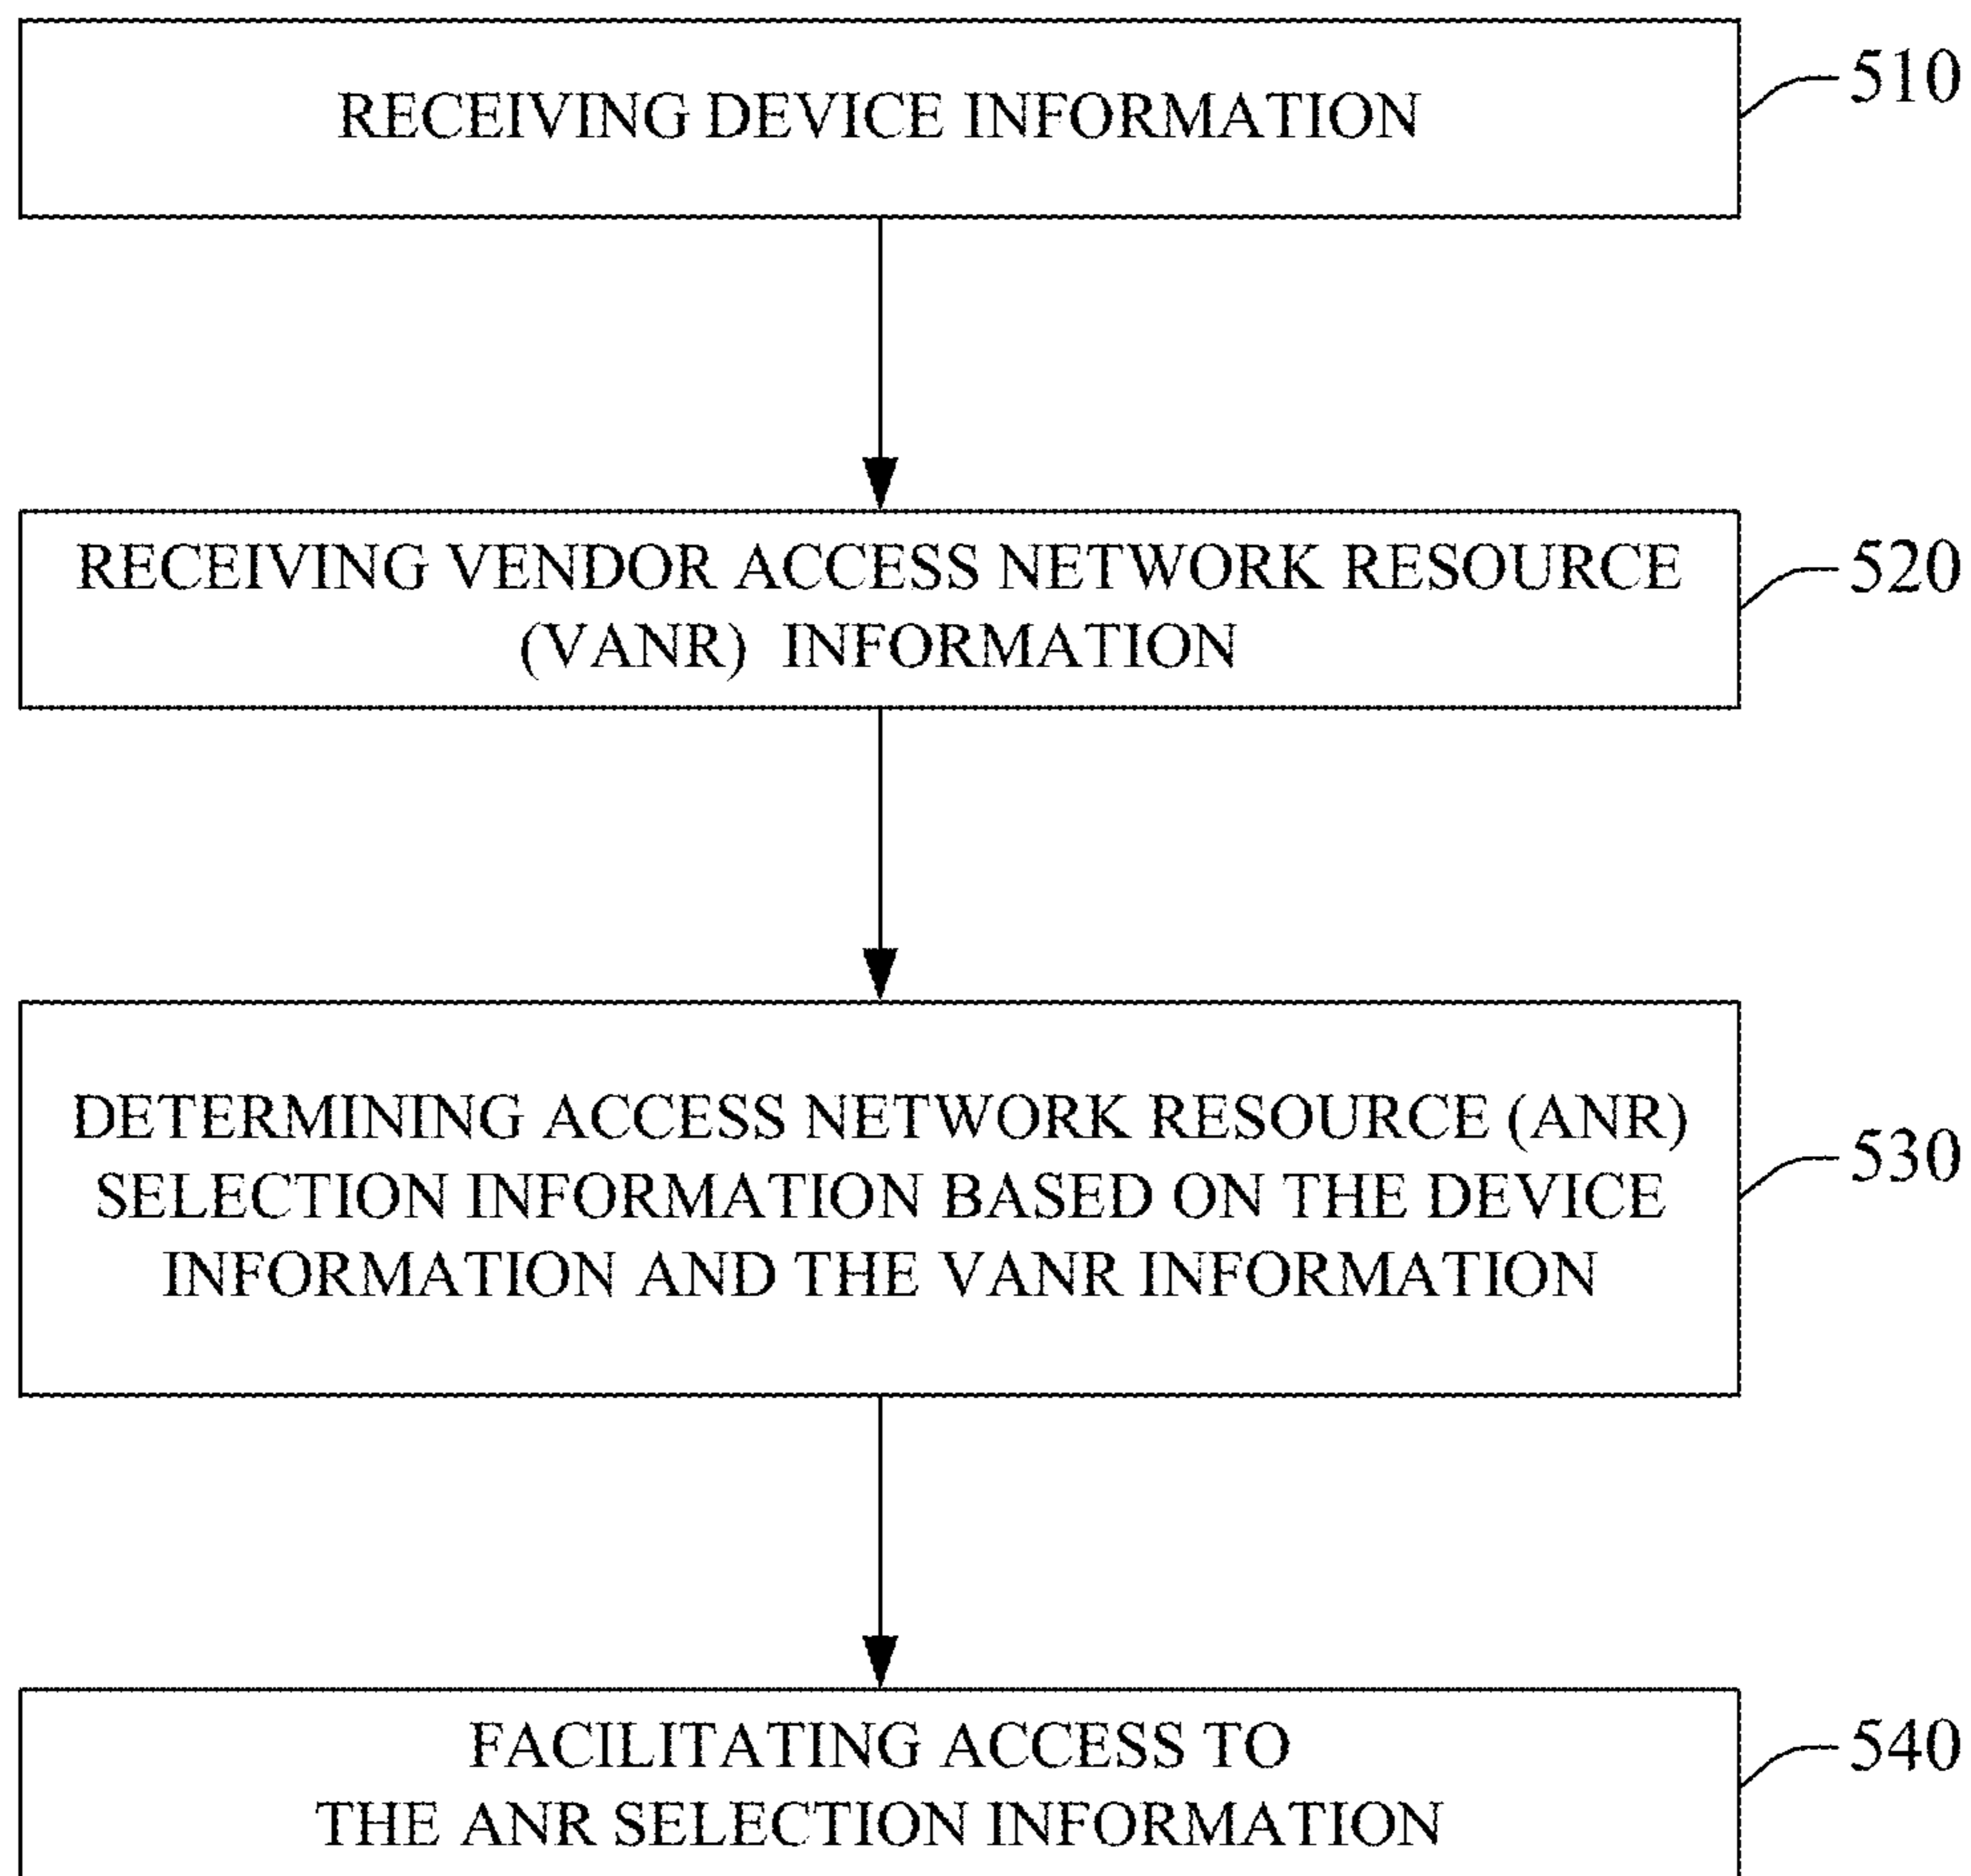 RECEIVING DEVICE INFORMATION
510
RECEIVING VENDOR ACCESS NETWORK RESOURCE
(VANR) INFORMATION
520
DETERMINING ACCESS NETWORK RESOURCE (ANR)
SELECTION INFORMATION BASED ON THE DEVICE
INFORMATION AND THE VANR INFORMATION
530
FACILITATING ACCESS TO
THE ANR SELECTION INFORMATION
540